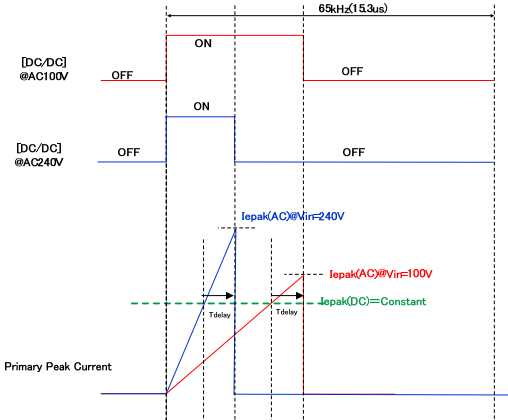 65kHz(15.3us)
[DC/DC]
@AC100V
OFF
ON
OFF
[DC/DC]
@AC240V
OFF
ON
OFF
Iepak(AC)@Vin=240V
Iepak(AC)@Vin=100V
Iepak(DC)=Constant
Tdelay
Tdelay
Primary Peak Current